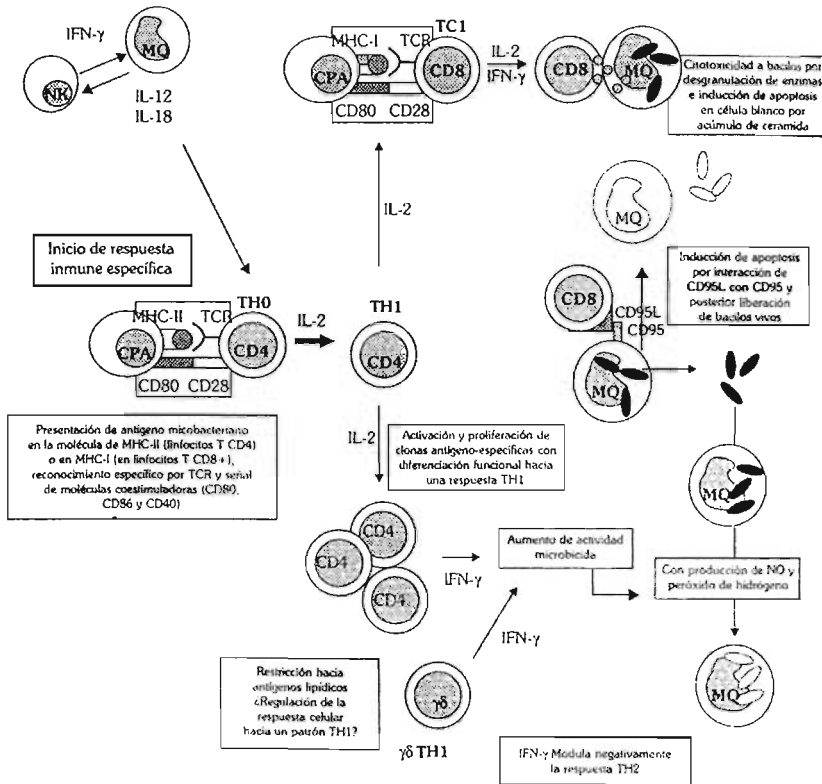 IFN-γ
MQ
NK
IL-12
IL-18
TC1
MHC-I
TCR
CPA
CD8
CD80
CD28
IL-2
IFN-γ
CD8
MQ
Citotoxicidad a bacilos por
desgranulación de enzimas
e inducción de apoptosis
en célula blanco por
acúmulo de ceramida
IL-2
MQ
Inicio de respuesta
inmune específica
Inducción de apoptosis
por interacción de
CD95L con CD95 y
posterior liberación
de bacilos vivos
CD8
CD95L
CD95
MQ
TH0
MHC-II
TCR
CPA
CD4
CD80
CD28
IL-2
TH1
CD4
Presentación de antígeno micobacteriano
en la molécula de MHC-II (linfocitos T CD4)
o en MHC-I (en linfocitos T CD8+),
reconocimiento específico por TCR y señal
de moléculas coestimuladoras (CD80,
CD86 y CD40)
IL-2
Activación y proliferación de
clonas antígeno-específicas con
diferenciación funcional hacia
una respuesta TH1
MQ
CD4
CD4
CD4
IFN-γ
Aumento de actividad
microbicida
Con producción de NO y
peróxido de hidrógeno
IFN-γ
Restricción hacia
antígenos lipídicos
¿Regulación de la
respuesta celular
hacia un patrón TH1?
γδ
γδ TH1
MQ
IFN-γ Modula negativamente
la respuesta TH2